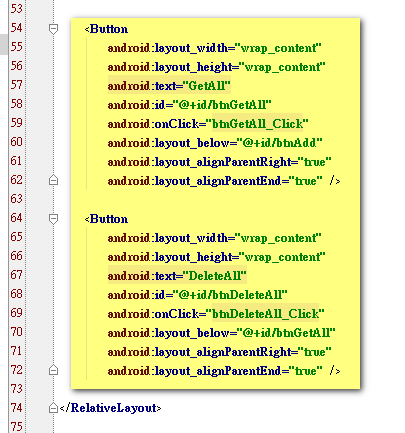 53
54 <Button
55 android:layout_width="wrap_content"
56 android:layout_height="wrap_content"
57 android:text="GetAll"
58 android:id="@+id/btnGetAll"
59 android:onClick="btnGetAll_Click"
60 android:layout_below="@+id/btnAdd"
61 android:layout_alignParentRight="true"
62 android:layout_alignParentEnd="true" />
63
64 <Button
65 android:layout_width="wrap_content"
66 android:layout_height="wrap_content"
67 android:text="DeleteAll"
68 android:id="@+id/btnDeleteAll"
69 android:onClick="btnDeleteAll_Click"
70 android:layout_below="@+id/btnGetAll"
71 android:layout_alignParentRight="true"
72 android:layout_alignParentEnd="true" />
73
74 </RelativeLayout>
75